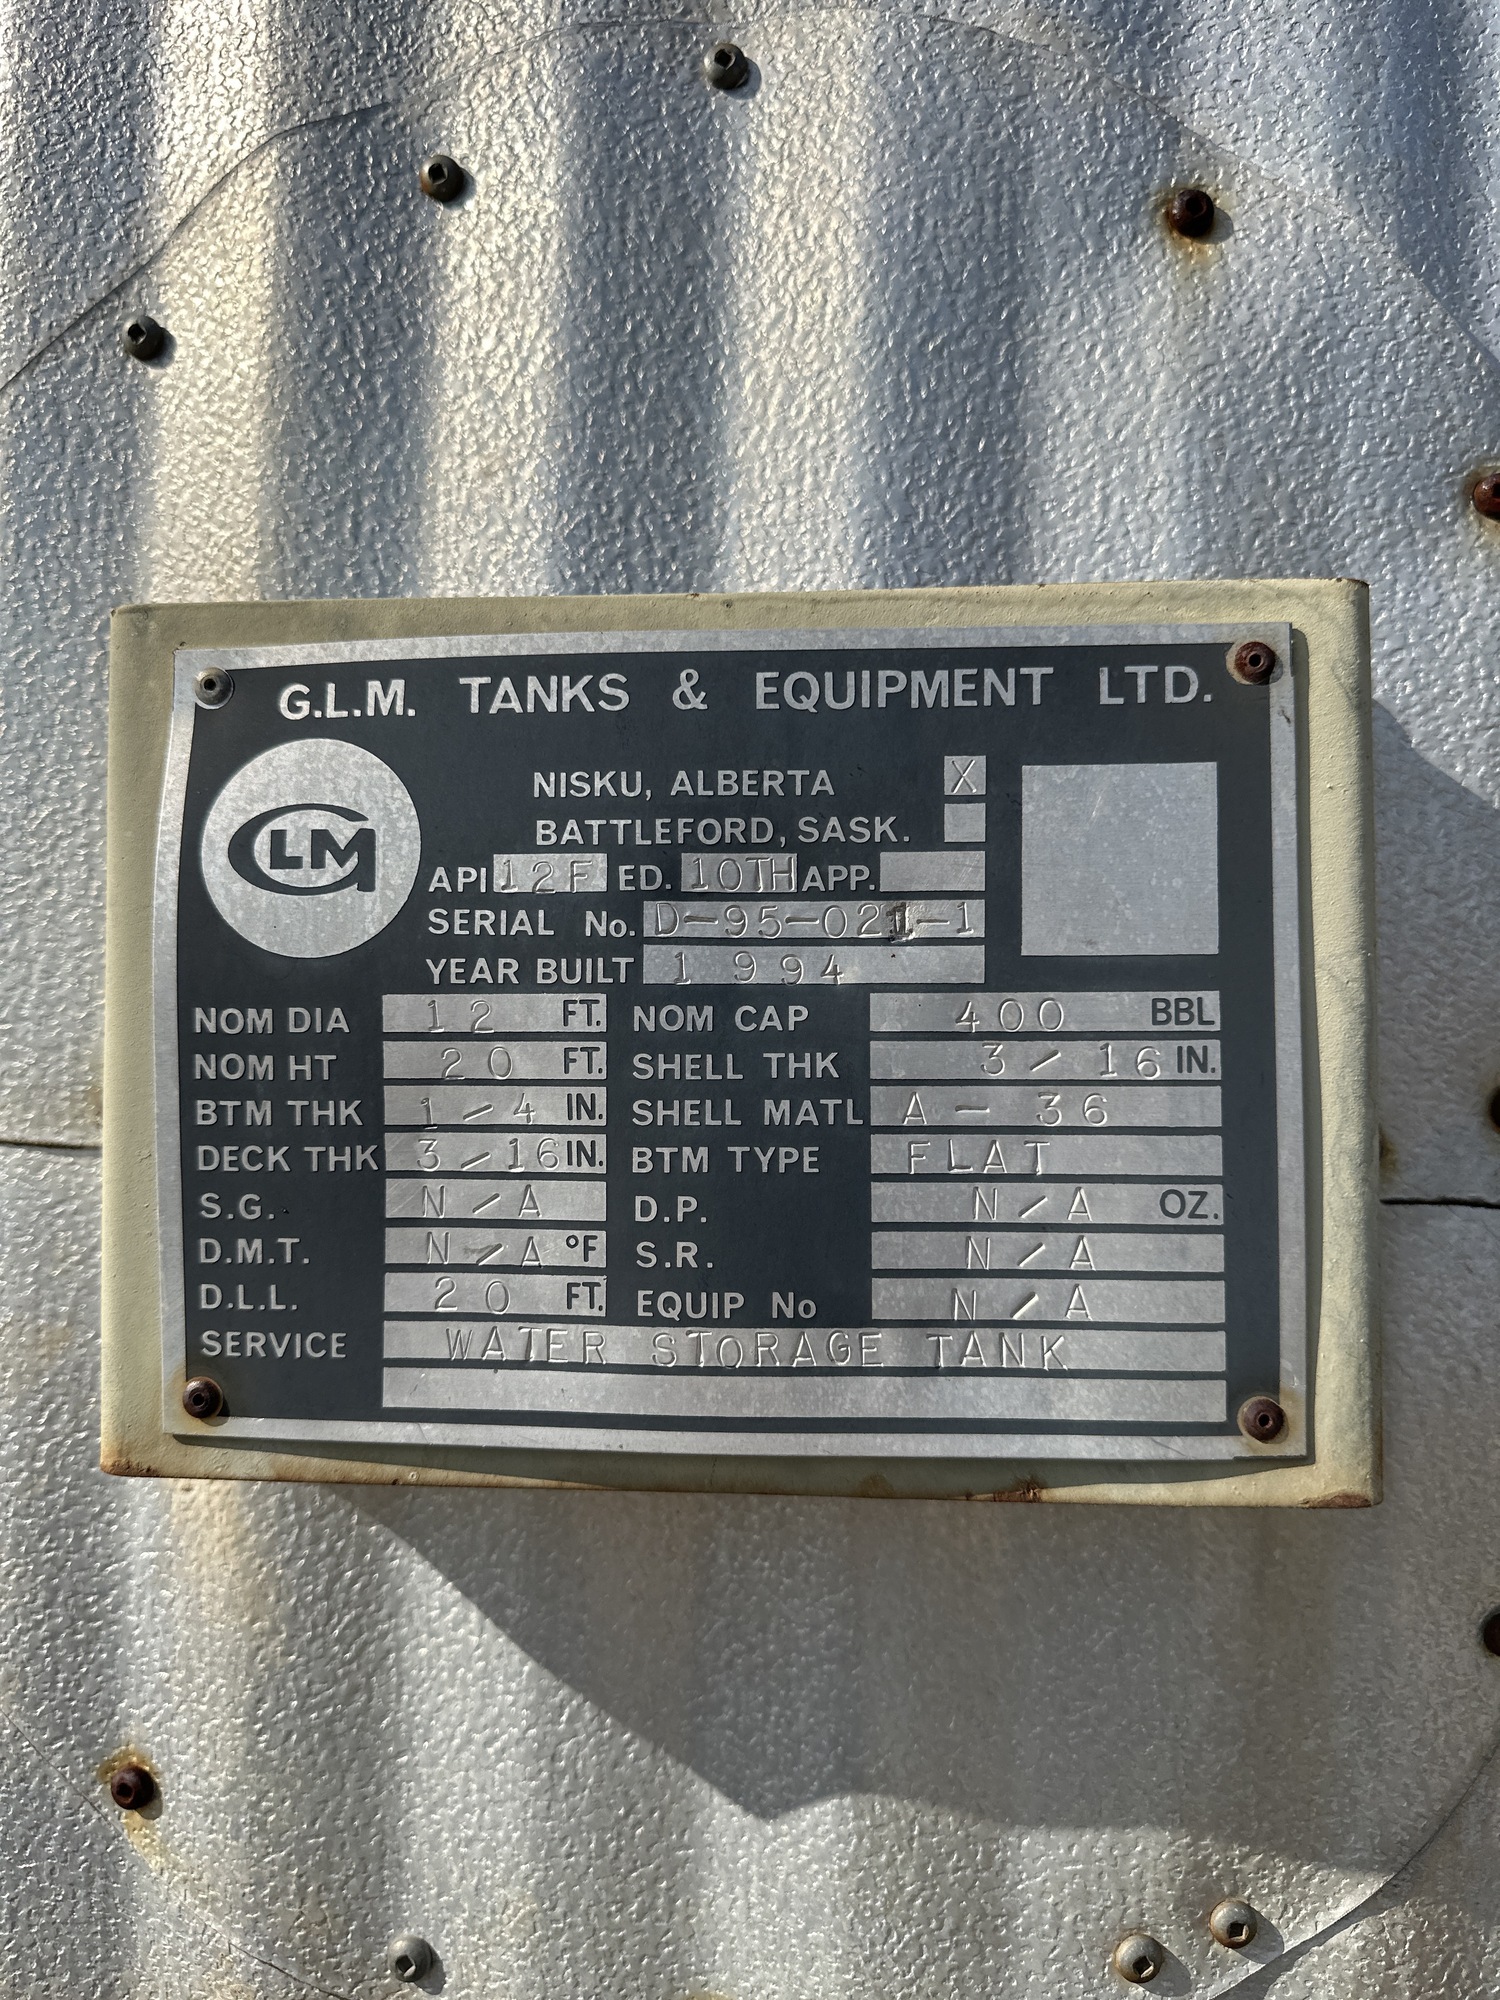 G.L.M. TANKS & EQUIPMENT LTD.
GLM
NISKU, ALBERTA X
BATTLEFORD, SASK.
API 12F ED. 10TH APP.
SERIAL No. D-95-021-1
YEAR BUILT 1994
NOM DIA 12 FT. NOM CAP 400 BBL
NOM HT 20 FT. SHELL THK 3/16 IN.
BTM THK 1/4 IN. SHELL MATL A-36
DECK THK 3/16 IN. BTM TYPE FLAT
S.G. N/A D.P. N/A OZ.
D.M.T. N/A °F S.R. N/A
D.L.L. 20 FT. EQUIP No N/A
SERVICE WATER STORAGE TANK